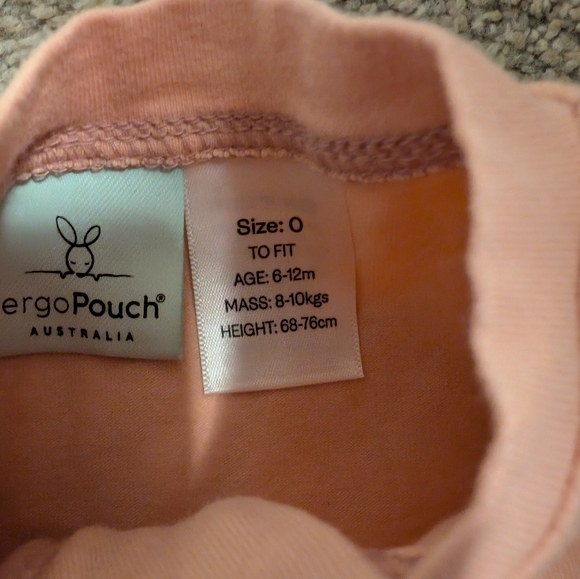 ergoPouch®
AUSTRALIA
Size: 0
TO FIT
AGE: 6-12m
MASS: 8-10kgs
HEIGHT: 68-76cm